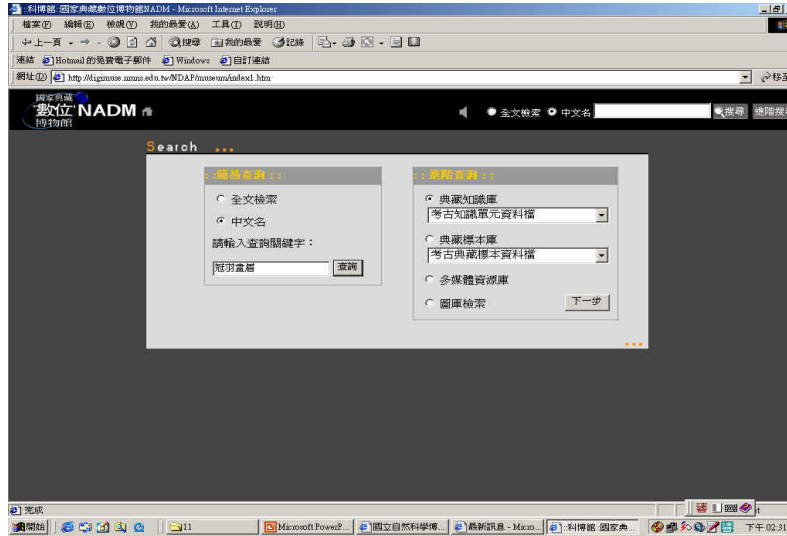 :科博館:國家典藏數位博物館NADM - Microsoft Internet Explorer
檔案(F) 編輯(E) 檢視(V) 我的最愛(A) 工具(T) 說明(H)
上一頁 搜尋 我的最愛 記錄
連結 Hotmail 的免費電子郵件 Windows 自訂連結
網址(D) http://digimuse.nmns.edu.tw/NDAP/museum/index1.htm 移至
國家典藏
數位 NADM
博物館
全文檢索 中文名 搜尋 進階搜尋
Search ...
: :簡易查詢: :
全文檢索
中文名
請輸入查詢關鍵字:
冠羽畫眉 查詢
: :進階查詢: :
典藏知識庫
考古知識單元資料檔
典藏標本庫
考古典藏標本資料檔
多媒體資源庫
圖庫檢索 下一步
...
完成
開始 11 Microsoft PowerP... 國立自然科學博... 最新訊息 - Micro... :科博館:國家典... 下午 02:31